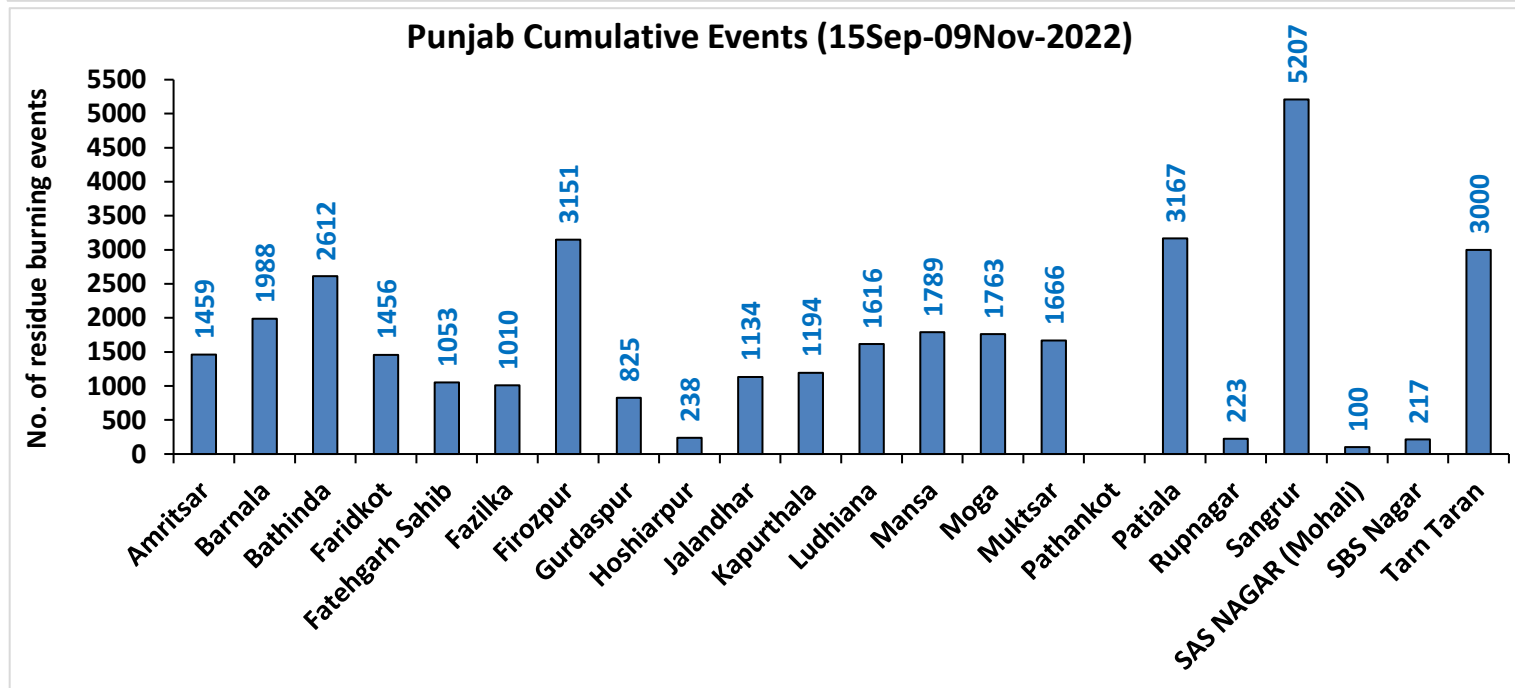 Punjab Cumulative Events (15Sep-09Nov-2022)
No. of residue burning events
5500
5000
4500
4000
3500
3000
2500
2000
1500
1000
500
0
1459
1988
2612
1456
1053
1010
3151
825
238
1134
1194
1616
1789
1763
1666
3167
223
5207
100
217
3000
Amritsar
Barnala
Bathinda
Faridkot
Fatehgarh Sahib
Fazilka
Firozpur
Gurdaspur
Hoshiarpur
Jalandhar
Kapurthala
Ludhiana
Mansa
Moga
Muktsar
Pathankot
Patiala
Rupnagar
Sangrur
SAS NAGAR (Mohali)
SBS Nagar
Tarn Taran